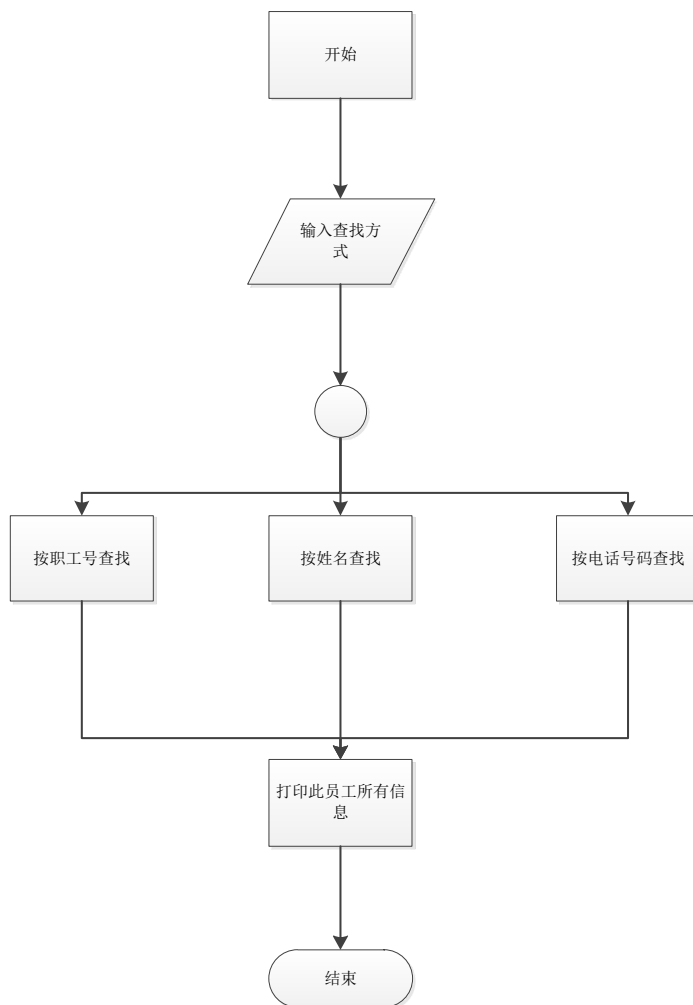 开始
输入查找方
式
按职工号查找
按姓名查找
按电话号码查找
打印此员工所有信
息
结束